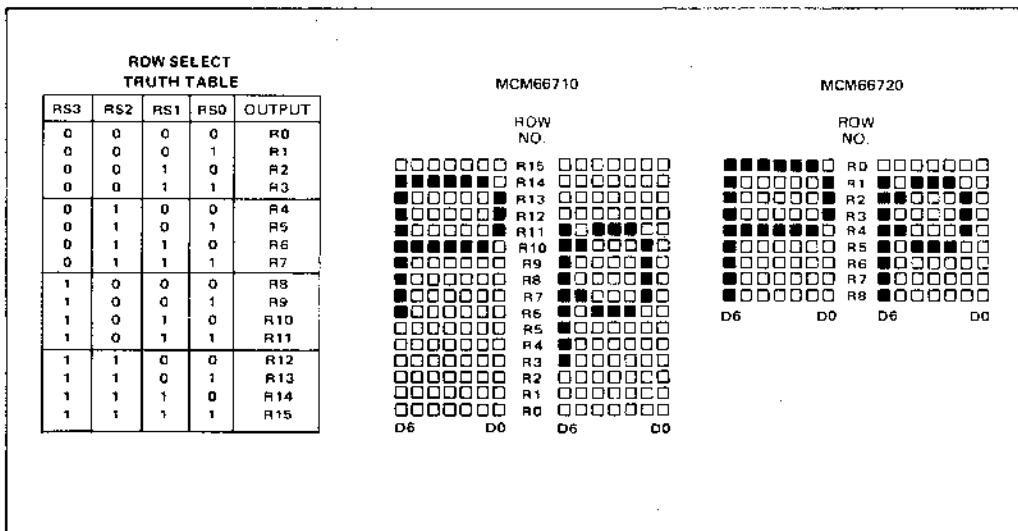 ROW SELECT
TRUTH TABLE
RS3 RS2 RS1 RS0 OUTPUT
0 0 0 0 R0
0 0 0 1 R1
0 0 1 0 R2
0 0 1 1 R3
0 1 0 0 R4
0 1 0 1 R5
0 1 1 0 R6
0 1 1 1 R7
1 0 0 0 R8
1 0 0 1 R9
1 0 1 0 R10
1 0 1 1 R11
1 1 0 0 R12
1 1 0 1 R13
1 1 1 0 R14
1 1 1 1 R15
MCM66710
ROW
NO.
R15
R14
R13
R12
R11
R10
R9
R8
R7
R6
R5
R4
R3
R2
R1
R0
D6 D0 D6 D0
MCM66720
ROW
NO.
R0
R1
R2
R3
R4
R5
R6
R7
R8
D6 D0 D6 D0